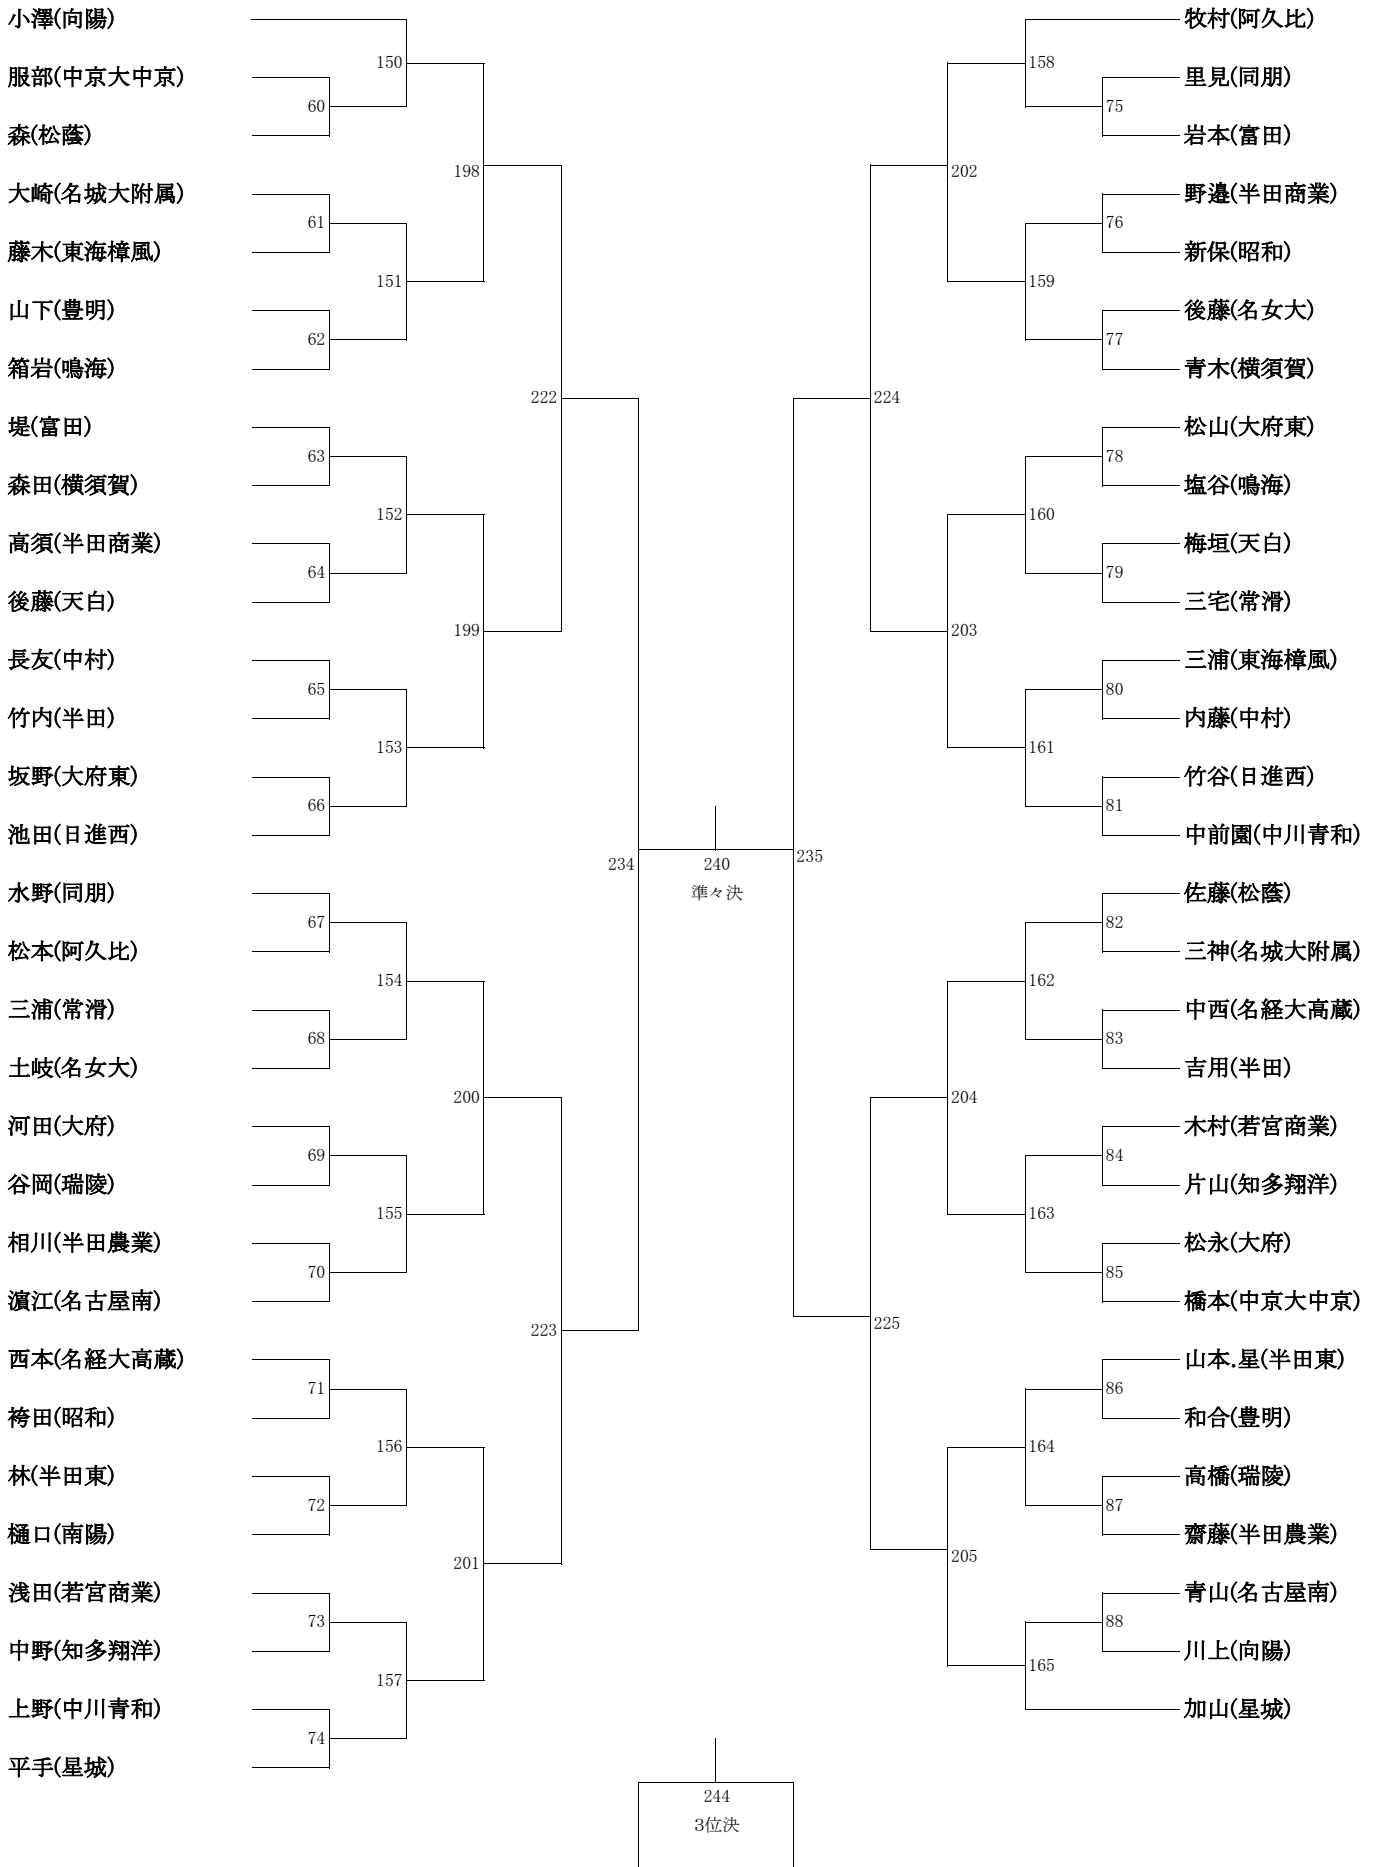 小澤(向陽)
150
服部(中京大中京)
60
森(松蔭)
198
大崎(名城大附属)
61
藤木(東海樟風)
151
山下(豊明)
62
箱岩(鳴海)
222
堤(富田)
63
森田(横須賀)
152
高須(半田商業)
64
後藤(天白)
199
長友(中村)
65
竹内(半田)
153
坂野(大府東)
66
池田(日進西)
234
水野(同朋)
67
松本(阿久比)
154
三浦(常滑)
68
土岐(名女大)
200
河田(大府)
69
谷岡(瑞陵)
155
相川(半田農業)
70
濵江(名古屋南)
223
西本(名経大高蔵)
71
袴田(昭和)
156
林(半田東)
72
樋口(南陽)
201
浅田(若宮商業)
73
中野(知多翔洋)
157
上野(中川青和)
74
平手(星城)
240
準々決
244
3位決
牧村(阿久比)
158
里見(同朋)
75
岩本(富田)
202
野邉(半田商業)
76
新保(昭和)
159
後藤(名女大)
77
青木(横須賀)
224
松山(大府東)
78
塩谷(鳴海)
160
梅垣(天白)
79
三宅(常滑)
203
三浦(東海樟風)
80
内藤(中村)
161
竹谷(日進西)
81
中前園(中川青和)
235
佐藤(松蔭)
82
三神(名城大附属)
162
中西(名経大高蔵)
83
吉用(半田)
204
木村(若宮商業)
84
片山(知多翔洋)
163
松永(大府)
85
橋本(中京大中京)
225
山本.星(半田東)
86
和合(豊明)
164
髙橋(瑞陵)
87
齋藤(半田農業)
205
青山(名古屋南)
88
川上(向陽)
165
加山(星城)